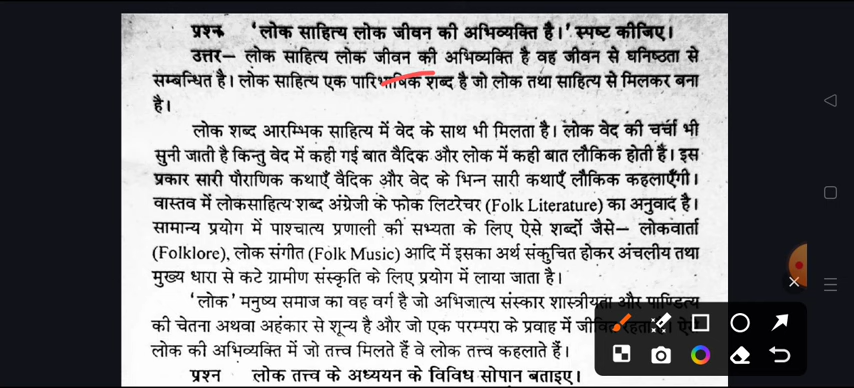 प्रश्न 'लोक साहित्य लोक जीवन की अभिव्यक्ति है।' स्पष्ट कीजिए।
उत्तर– लोक साहित्य लोक जीवन की अभिव्यक्ति है वह जीवन से घनिष्ठता से
सम्बन्धित है। लोक साहित्य एक पारिभाषिक शब्द है जो लोक तथा साहित्य से मिलकर बना
है।
लोक शब्द आरम्भिक साहित्य में वेद के साथ भी मिलता है। लोक वेद की चर्चा भी
सुनी जाती है किन्तु वेद में कही गई बात वैदिक और लोक में कही बात लौकिक होती है। इस
प्रकार सारी पौराणिक कथाएँ वैदिक और वेद के भिन्न सारी कथाएँ लौकिक कहलाएँगी।
वास्तव में लोकसाहित्य शब्द अंग्रेजी के फोक लिटरेचर (Folk Literature) का अनुवाद है।
सामान्य प्रयोग में पाश्चात्य प्रणाली की सभ्यता के लिए ऐसे शब्दों जैसे– लोकवार्ता
(Folklore), लोक संगीत (Folk Music) आदि में इसका अर्थ संकुचित होकर अंचलीय तथा
मुख्य धारा से कटे ग्रामीण संस्कृति के लिए प्रयोग में लाया जाता है।
'लोक' मनुष्य समाज का वह वर्ग है जो अभिजात्य संस्कार शास्त्रीयता और पाण्डित्य
की चेतना अथवा अहंकार से शून्य है और जो एक परम्परा के प्रवाह में जीवित रहता
लोक की अभिव्यक्ति में जो तत्त्व मिलते हैं वे लोक तत्त्व कहलाते हैं।
प्रश्न लोक तत्त्व के अध्ययन के विविध सोपान बताइए।